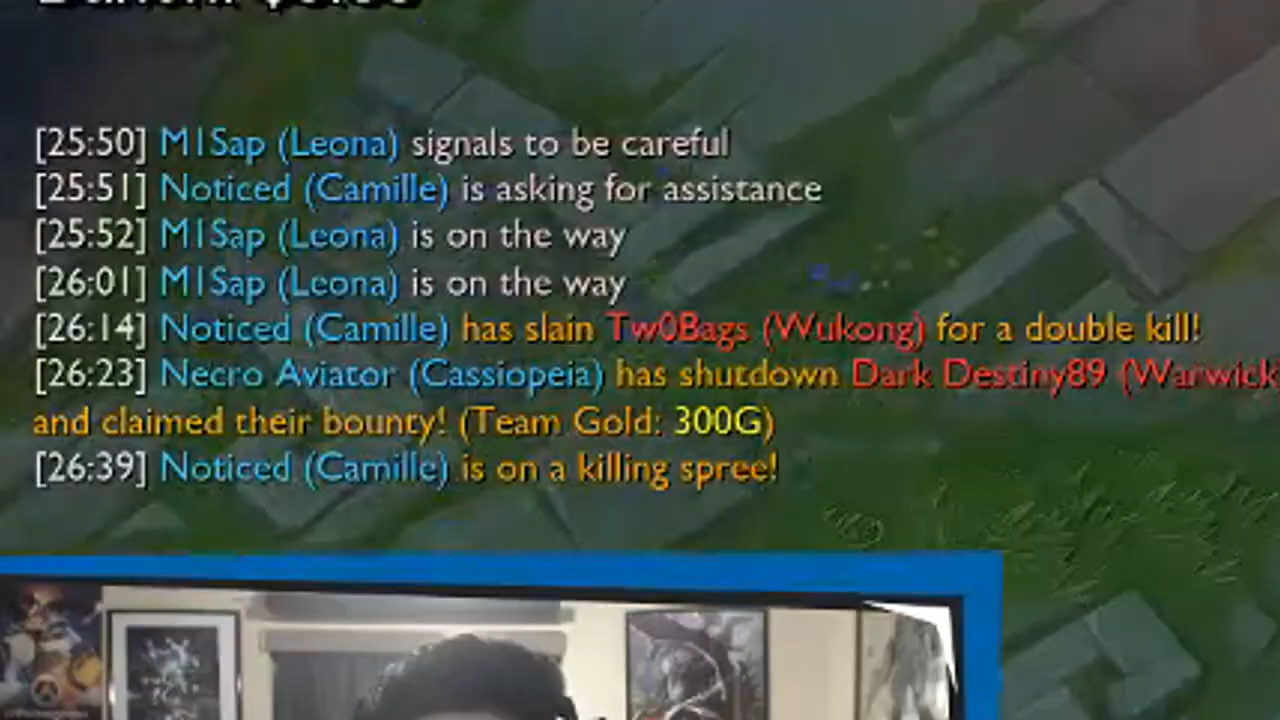 [25:50] M1Sap (Leona) signals to be careful
[25:51] Noticed (Camille) is asking for assistance
[25:52] M1Sap (Leona) is on the way
[26:01] M1Sap (Leona) is on the way
[26:14] Noticed (Camille) has slain Tw0Bags (Wukong) for a double kill!
[26:23] Necro Aviator (Cassiopeia) has shutdown Dark Destiny89 (Warwick
and claimed their bounty! (Team Gold: 300G)
[26:39] Noticed (Camille) is on a killing spree!